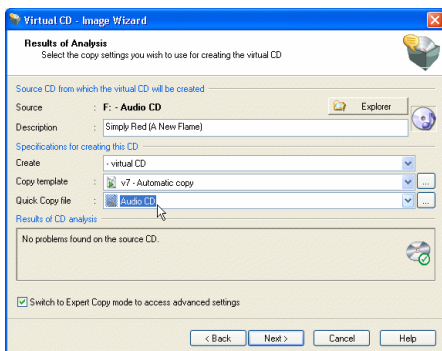 Virtual CD - Image Wizard
Results of Analysis
Select the copy settings you wish to use for creating the virtual CD
Source CD from which the virtual CD will be created
Source : F: - Audio CD Explorer
Description : Simply Red (A New Flame)
Specifications for creating this CD
Create - virtual CD
Copy template : v7 - Automatic copy ...
Quick Copy file : Audio CD ...
Results of CD analysis
No problems found on the source CD.
Switch to Expert Copy mode to access advanced settings
< Back Next > Cancel Help